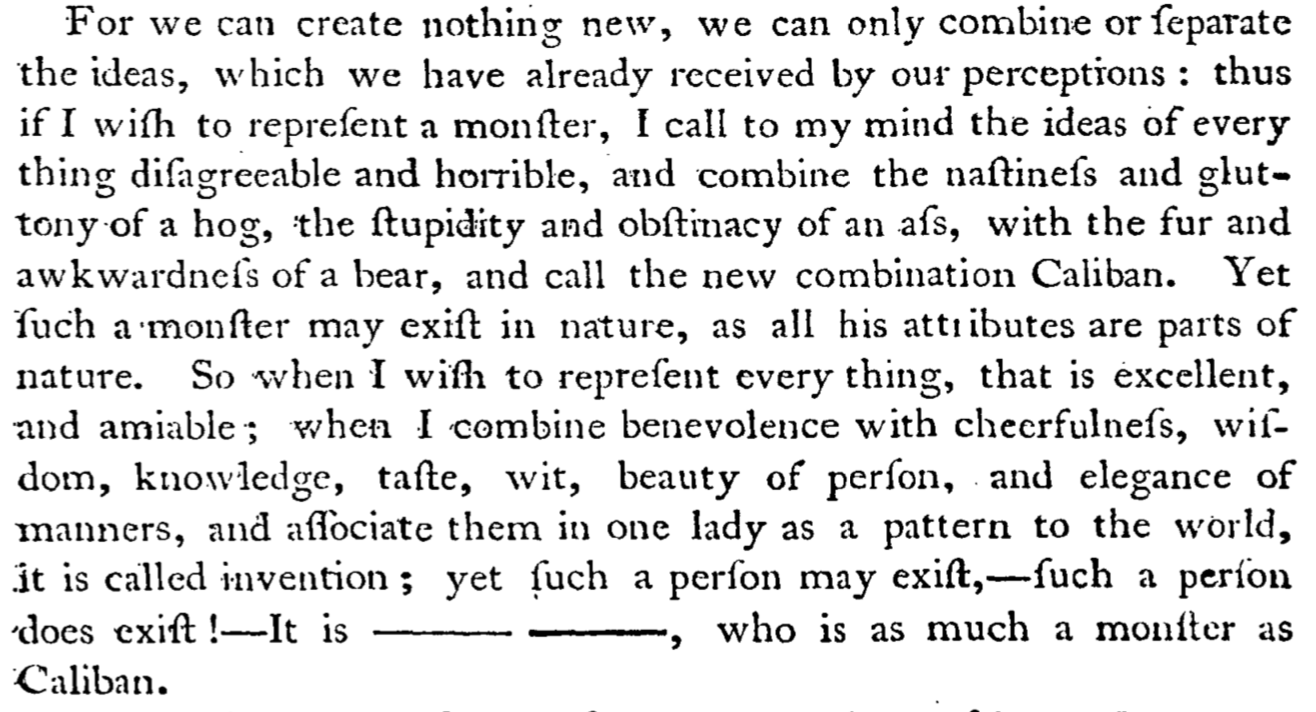 For we can create nothing new, we can only combine or ſeparate
the ideas, which we have already received by our perceptions: thus
if I wiſh to repreſent a monſter, I call to my mind the ideas of every
thing diſagreeable and horrible, and combine the naſtineſs and glut-
tony of a hog, the ſtupidity and obſtinacy of an aſs, with the fur and
awkwardneſs of a bear, and call the new combination Caliban. Yet
ſuch a monſter may exiſt in nature, as all his attributes are parts of
nature. So when I wiſh to repreſent every thing, that is excellent,
and amiable; when I combine benevolence with cheerfulneſs, wiſ-
dom, knowledge, taſte, wit, beauty of perſon, and elegance of
manners, and aſſociate them in one lady as a pattern to the world,
it is called invention; yet ſuch a perſon may exiſt,—ſuch a perſon
does exiſt!—It is ——— ———, who is as much a monſter as
Caliban.